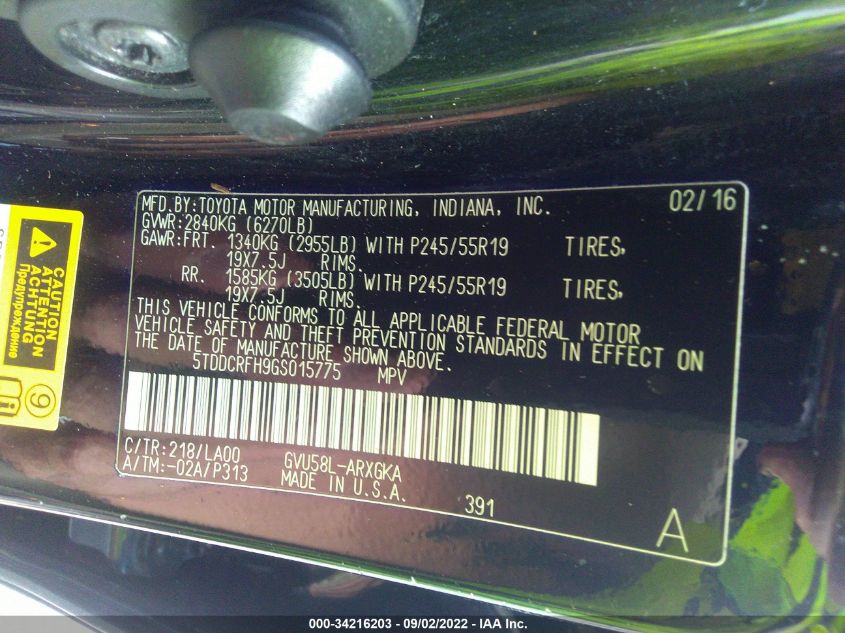 MFD.BY:TOYOTA MOTOR MANUFACTURING, INDIANA, INC. 02/16
GVWR:2840KG (6270LB)
GAWR:FRT. 1340KG (2955LB) WITH P245/55R19 TIRES,
19X7.5J RIMS.
RR. 1585KG (3505LB) WITH P245/55R19 TIRES,
19X7.5J RIMS.
THIS VEHICLE CONFORMS TO ALL APPLICABLE FEDERAL MOTOR
VEHICLE SAFETY AND THEFT PREVENTION STANDARDS IN EFFECT ON
THE DATE OF MANUFACTURE SHOWN ABOVE.
5TDDCRFH9GS015775 MPV
C/TR:218/LA00 GVU58L-ARXGKA
A/TM:-02A/P313 MADE IN U.S.A.
391
A
CAUTION
ATTENTION
ACHTUNG
Предупреждение
9
000-34216203 - 09/02/2022 - IAA Inc.